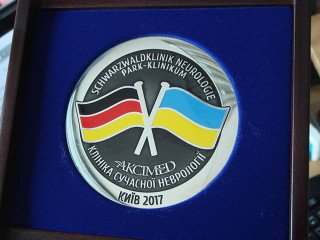 SCHWARZWALDKLINIK NEUROLOGIE
PARK-KLINIKUM
AKCIMED
КЛІНІКА СУЧАСНОЇ НЕВРОЛОГІЇ
КИЇВ 2017